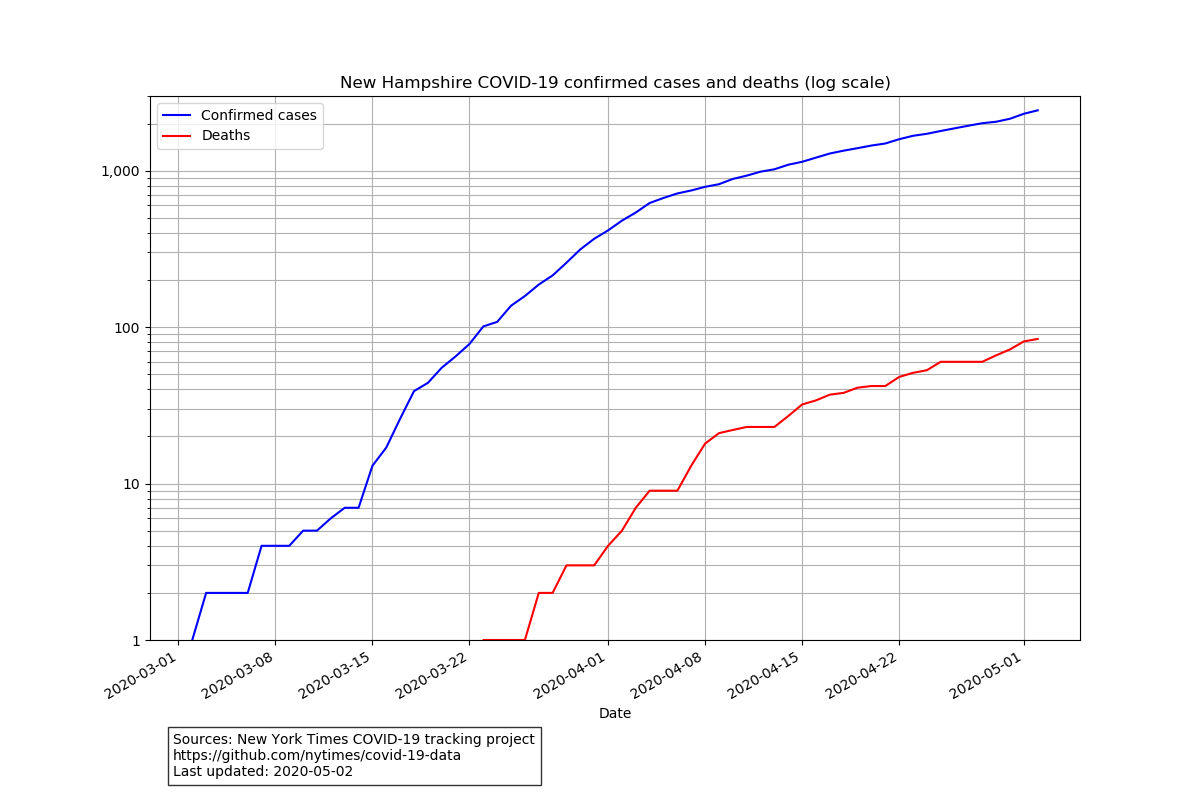 New Hampshire COVID-19 confirmed cases and deaths (log scale)
Confirmed cases
Deaths
1,000
100
10
1
2020-03-01
2020-03-08
2020-03-15
2020-03-22
2020-04-01
2020-04-08
2020-04-15
2020-04-22
2020-05-01
Date
Sources: New York Times COVID-19 tracking project
https://github.com/nytimes/covid-19-data
Last updated: 2020-05-02